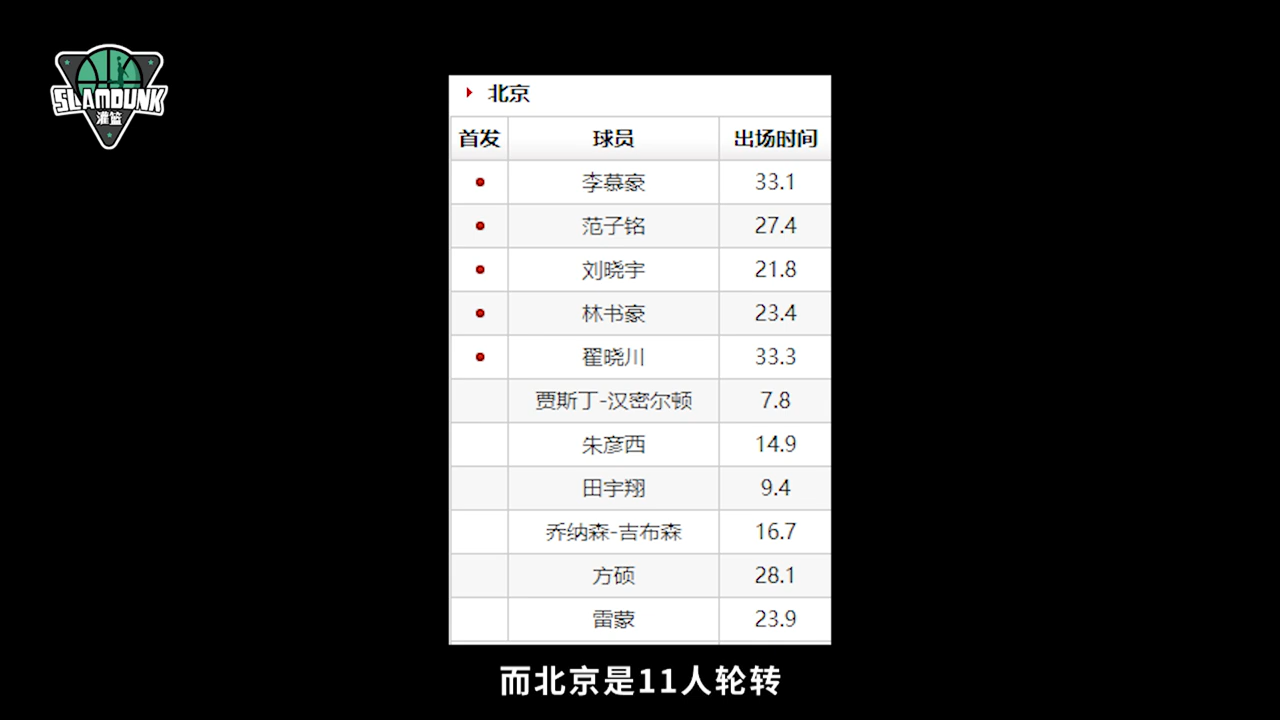 SLAMDUNK
灌篮
北京
首发 球员 出场时间
李慕豪 33.1
范子铭 27.4
刘晓宇 21.8
林书豪 23.4
翟晓川 33.3
贾斯丁-汉密尔顿 7.8
朱彦西 14.9
田宇翔 9.4
乔纳森-吉布森 16.7
方硕 28.1
雷蒙 23.9
而北京是11人轮转